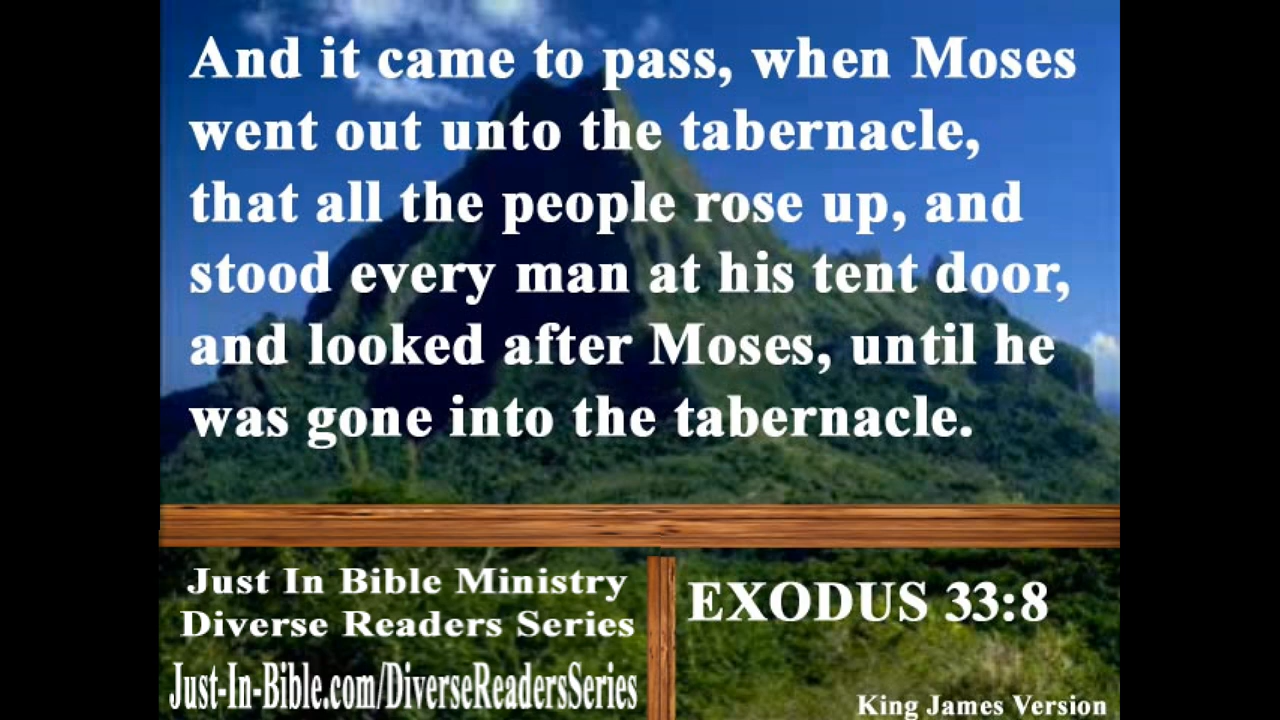 And it came to pass, when Moses
went out unto the tabernacle,
that all the people rose up, and
stood every man at his tent door,
and looked after Moses, until he
was gone into the tabernacle.
Just In Bible Ministry
Diverse Readers Series
Just-In-Bible.com/DiverseReadersSeries
EXODUS 33:8
King James Version